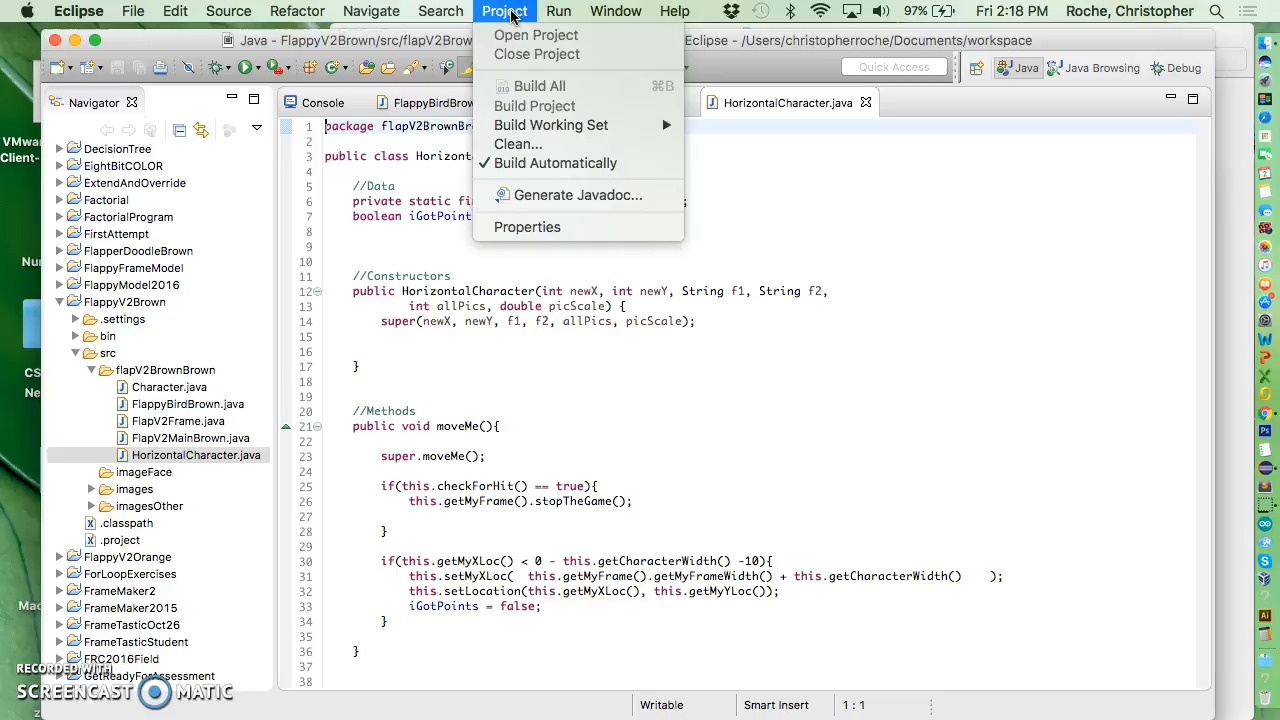 Eclipse File Edit Source Refactor Navigate Search Project Run Window Help 97% Fri 2:18 PM Roche, Christopher
Java - FlappyV2Brown/src/flapV2Brow Eclipse - /Users/christopherroche/Documents/workspace
Quick Access Java Java Browsing Debug
Open Project
Close Project
Build All ⌘B
Build Project
Build Working Set
Clean...
✓ Build Automatically
Generate Javadoc...
Properties
Navigator
DecisionTree
EightBitCOLOR
ExtendAndOverride
Factorial
FactorialProgram
FirstAttempt
FlapperDoodleBrown
FlappyFrameModel
FlappyModel2016
FlappyV2Brown
.settings
bin
src
flapV2BrownBrown
Character.java
FlappyBirdBrown.java
FlapV2Frame.java
FlapV2MainBrown.java
HorizontalCharacter.java
imageFace
images
imagesOther
.classpath
.project
FlappyV2Orange
ForLoopExercises
FrameMaker2
FrameMaker2015
FrameTasticOct26
FrameTasticStudent
FRC2016Field
GetReadyForAssessment
Console FlappyBirdBrow HorizontalCharacter.java
1 package flapV2BrownBr
2
3 public class Horizont
4
5 //Data
6 private static fi ;
7 boolean iGotPoint
8
9
10
11 //Constructors
12 public HorizontalCharacter(int newX, int newY, String f1, String f2,
13 int allPics, double picScale) {
14 super(newX, newY, f1, f2, allPics, picScale);
15
16
17 }
18
19
20 //Methods
21 public void moveMe(){
22
23 super.moveMe();
24
25 if(this.checkForHit() == true){
26 this.getMyFrame().stopTheGame();
27
28 }
29
30 if(this.getMyXLoc() < 0 - this.getCharacterWidth() -10){
31 this.setMyXLoc( this.getMyFrame().getMyFrameWidth() + this.getCharacterWidth() );
32 this.setLocation(this.getMyXLoc(), this.getMyYLoc());
33 iGotPoints = false;
34 }
35
36 }
37
38
Writable Smart Insert 1 : 1
VMwar
Client-
Nun
CS
Ne
Mac
RECORDED WITH
SCREENCAST MATIC